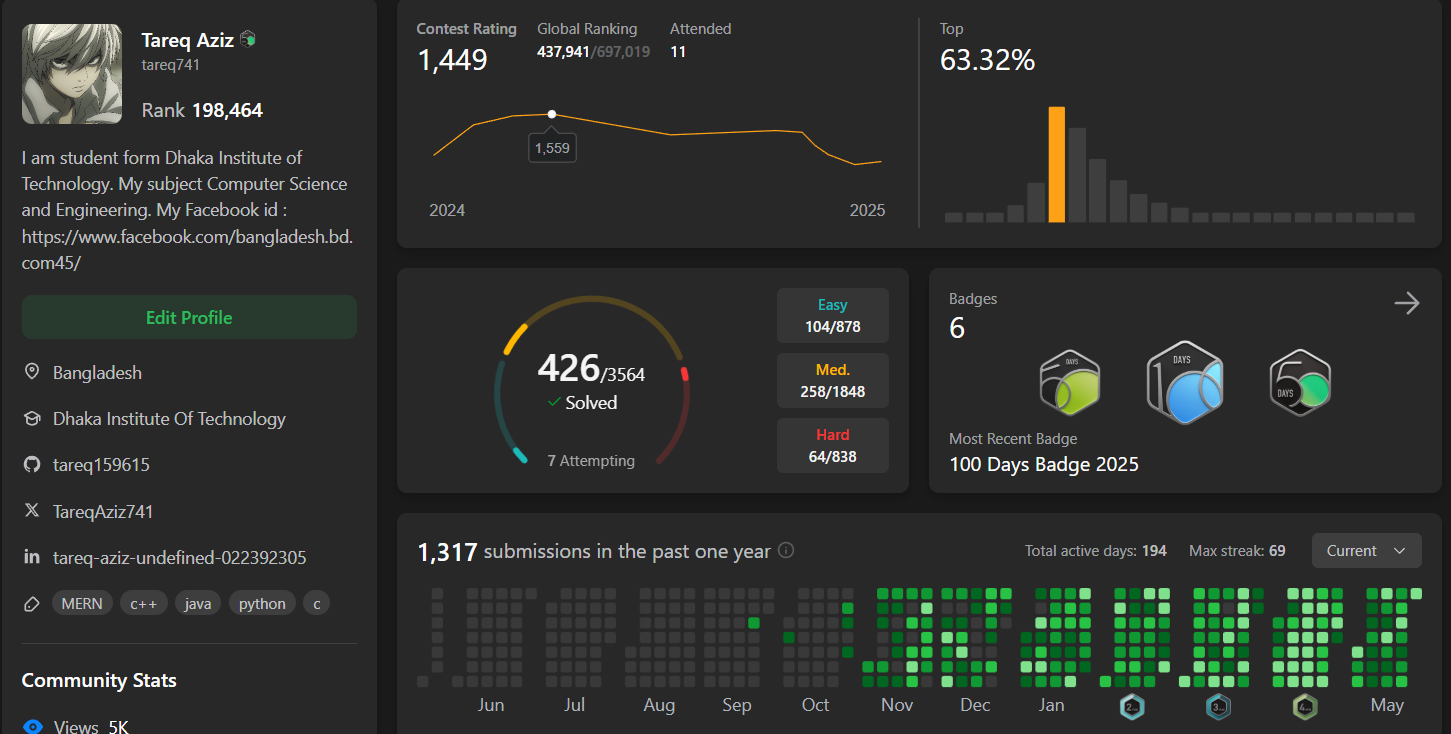 Tareq Aziz
tareq741
Rank 198,464
I am student form Dhaka Institute of
Technology. My subject Computer Science
and Engineering. My Facebook id :
https://www.facebook.com/bangladesh.bd.
com45/
Edit Profile
Bangladesh
Dhaka Institute Of Technology
tareq159615
TareqAziz741
tareq-aziz-undefined-022392305
MERN c++ java python c
Community Stats
Views 5K
Contest Rating Global Ranking Attended
1,449 437,941/697,019 11
1,559
2024 2025
Top
63.32%
426/3564
Solved
7 Attempting
Easy
104/878
Med.
258/1848
Hard
64/838
Badges
6
DAYS DAYS
50 100 50
DAYS
Most Recent Badge
100 Days Badge 2025
1,317 submissions in the past one year Total active days: 194 Max streak: 69 Current
Jun Jul Aug Sep Oct Nov Dec Jan 2 3 4 May